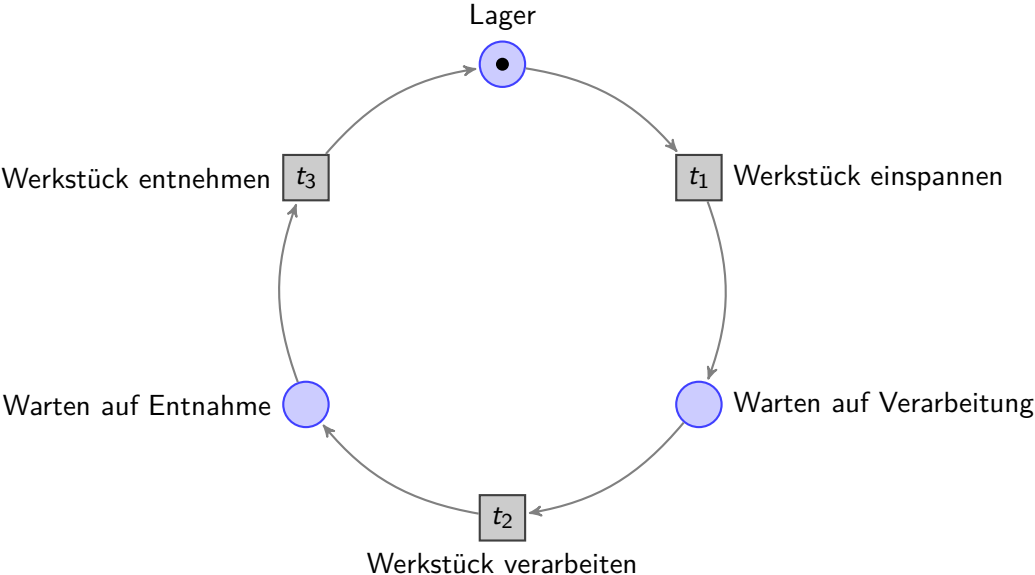 Lager
t₃
Werkstück entnehmen
t₁
Werkstück einspannen
Warten auf Entnahme
Warten auf Verarbeitung
t₂
Werkstück verarbeiten